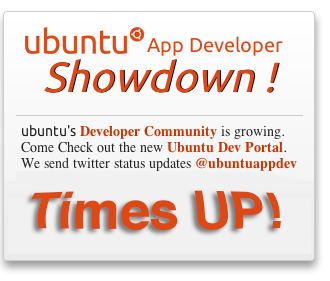 ubuntu App Developer
Showdown !
ubuntu's Developer Community is growing.
Come Check out the new Ubuntu Dev Portal.
We send twitter status updates @ubuntuappdev
Times UP!